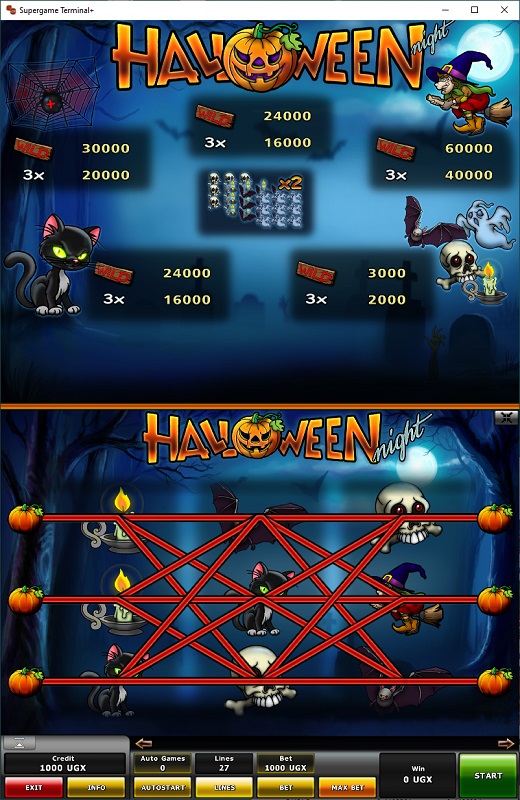 Supergame Terminal+
HALLOWEEN night
WILD 24000
3x 16000
WILD 30000
3x 20000
WILD 60000
3x 40000
x2
WILD 24000
3x 16000
WILD 3000
3x 2000
HALLOWEEN night
Credit
1000 UGX
Auto Games
0
Lines
27
Bet
1000 UGX
Win
0 UGX
START
EXIT
INFO
AUTOSTART
LINES
BET
MAX BET